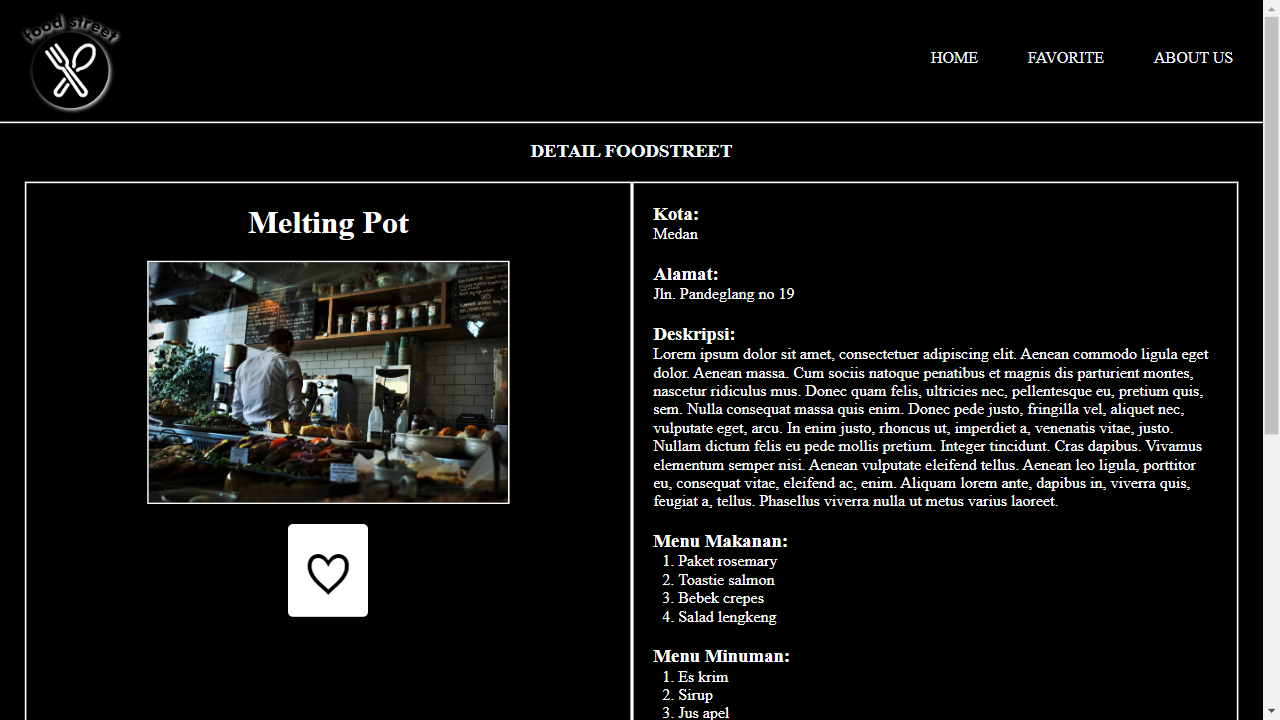 food street
HOME
FAVORITE
ABOUT US
DETAIL FOODSTREET
Melting Pot
Kota:
Medan
Alamat:
Jln. Pandeglang no 19
Deskripsi:
Lorem ipsum dolor sit amet, consectetuer adipiscing elit. Aenean commodo ligula eget
dolor. Aenean massa. Cum sociis natoque penatibus et magnis dis parturient montes,
nascetur ridiculus mus. Donec quam felis, ultricies nec, pellentesque eu, pretium quis,
sem. Nulla consequat massa quis enim. Donec pede justo, fringilla vel, aliquet nec,
vulputate eget, arcu. In enim justo, rhoncus ut, imperdiet a, venenatis vitae, justo.
Nullam dictum felis eu pede mollis pretium. Integer tincidunt. Cras dapibus. Vivamus
elementum semper nisi. Aenean vulputate eleifend tellus. Aenean leo ligula, porttitor
eu, consequat vitae, eleifend ac, enim. Aliquam lorem ante, dapibus in, viverra quis,
feugiat a, tellus. Phasellus viverra nulla ut metus varius laoreet.
Menu Makanan:
1. Paket rosemary
2. Toastie salmon
3. Bebek crepes
4. Salad lengkeng
Menu Minuman:
1. Es krim
2. Sirup
3. Jus apel